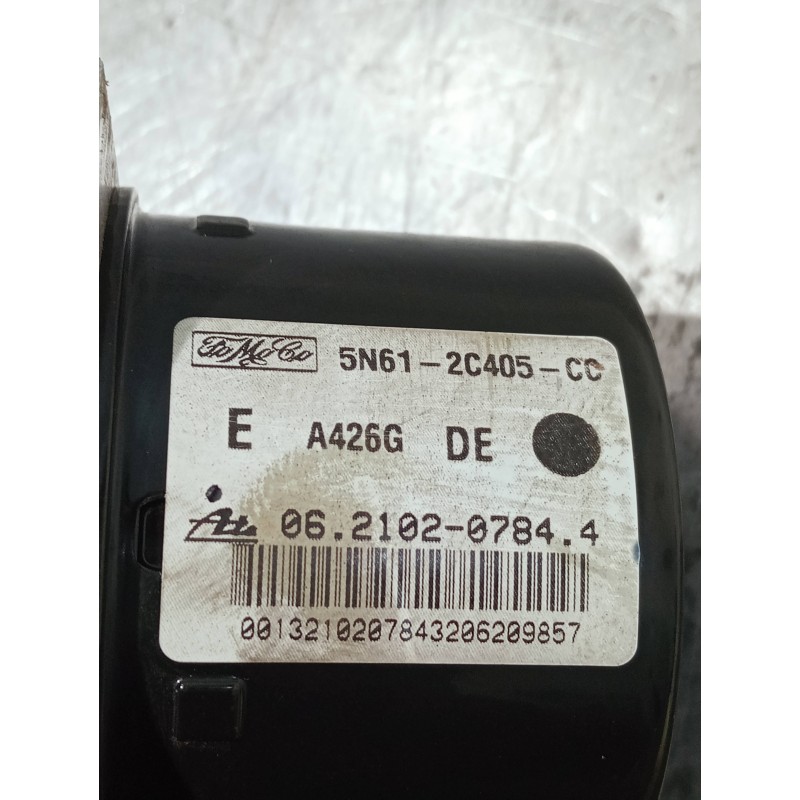 FoMoCo 5N61-2C405-CC
E A426G DE
Ate 06.2102-0784.4
0013210207843206209857